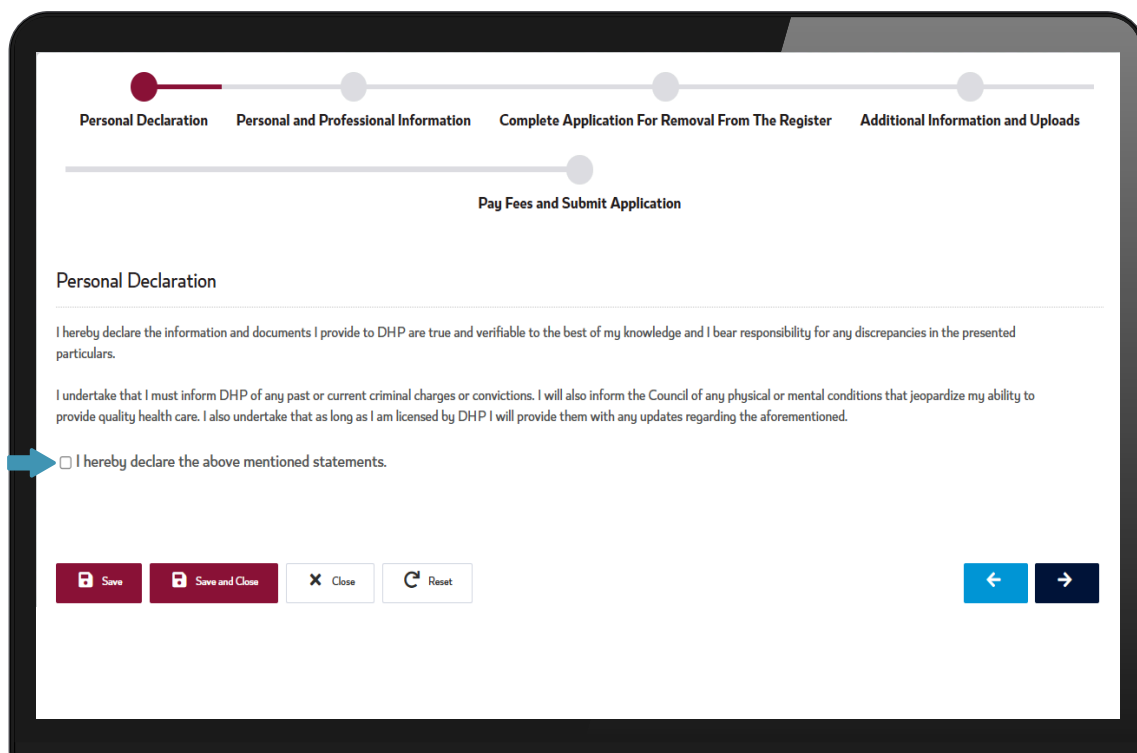 Personal Declaration Personal and Professional Information Complete Application For Removal From The Register Additional Information and Uploads
Pay Fees and Submit Application
Personal Declaration
I hereby declare the information and documents I provide to DHP are true and verifiable to the best of my knowledge and I bear responsibility for any discrepancies in the presented
particulars.
I undertake that I must inform DHP of any past or current criminal charges or convictions. I will also inform the Council of any physical or mental conditions that jeopardize my ability to
provide quality health care. I also undertake that as long as I am licensed by DHP I will provide them with any updates regarding the aforementioned.
I hereby declare the above mentioned statements.
Save Save and Close Close Reset